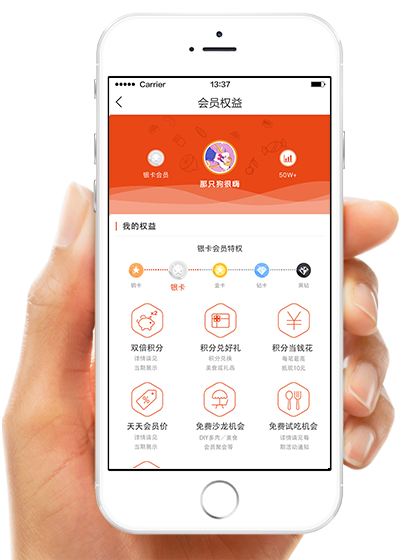 Carrier 13:37
会员权益
银卡会员 50W+
那只狗很嗨
我的权益
银卡会员特权
银卡 金卡 钻卡 黑钻
×2
双倍积分 积分兑好礼 积分当钱花
详情请见 积分兑换 每笔最高
当期展示 美食或礼品 抵现10元
天天会员价 免费沙龙机会 免费试吃机会
详情请见 DIY多肉／美食 详情请见每
当期展示 会员聚会等 期活动通知